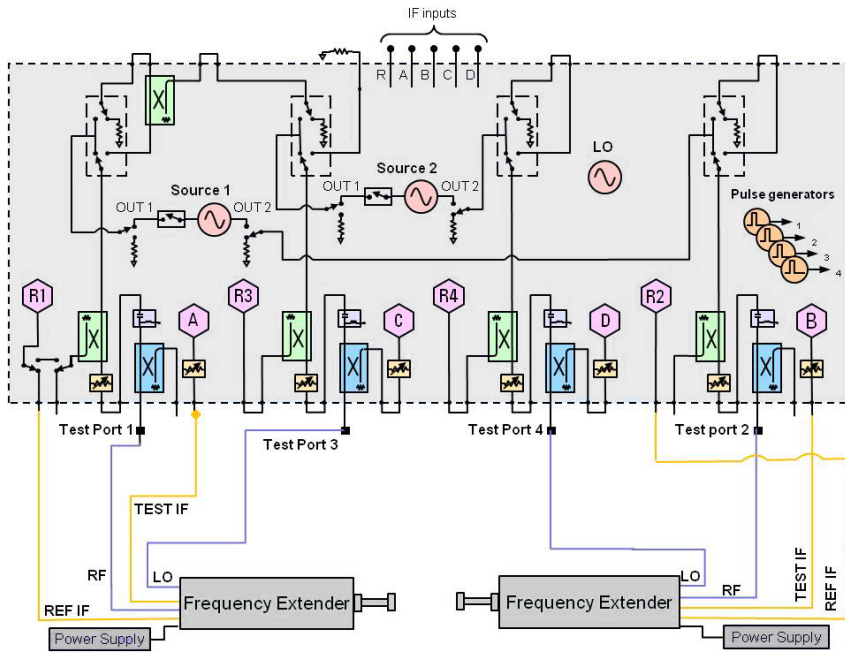 IF inputs
R
A
B
C
D
LO
Source 1
Source 2
OUT 1
OUT 2
OUT 1
OUT 2
Pulse generators
1
2
3
4
R1
A
R3
C
R4
D
R2
B
Test Port 1
Test Port 3
Test Port 4
Test port 2
TEST IF
RF
LO
REF IF
Frequency Extender
Power Supply
LO
RF
TEST IF
REF IF
Frequency Extender
Power Supply